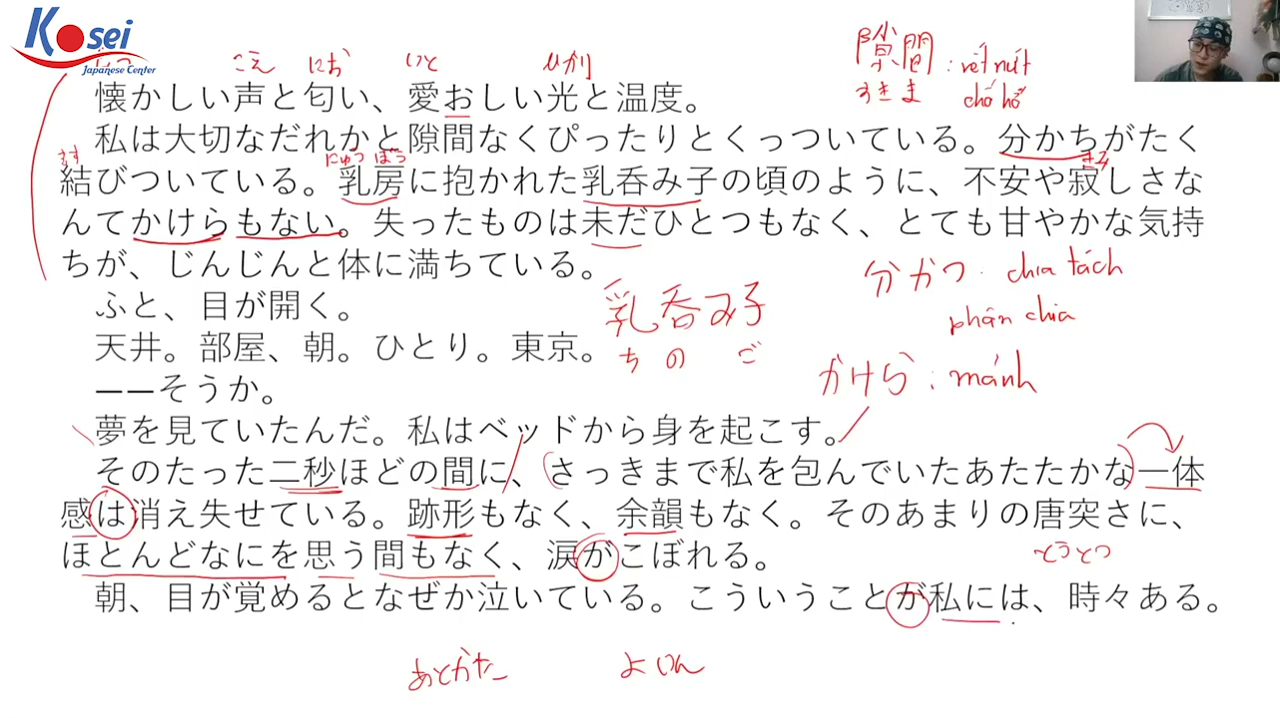 Kosei
Japanese Center
こえ にお いと ひかり
隙間 : vết nứt
すきま chỗ hở
懐かしい声と匂い、愛おしい光と温度。
私は大切なだれかと隙間なくぴったりとくっついている。分かちがたく
むす にゅう ぼう さみ
結びついている。乳房に抱かれた乳呑み子の頃のように、不安や寂しさな
んてかけらもない。失ったものは未だひとつもなく、とても甘やかな気持
ちが、じんじんと体に満ちている。
分かつ. chia tách
phân chia
ふと、目が開く。
乳呑み子
ち の ご
天井。部屋、朝。ひとり。東京。
かけら : mảnh
——そうか。
夢を見ていたんだ。私はベッドから身を起こす。
そのたった二秒ほどの間に、さっきまで私を包んでいたあたたかな一体
感は消え失せている。跡形もなく、余韻もなく。そのあまりの唐突さに、
とうとつ
ほとんどなにを思う間もなく、涙がこぼれる。
朝、目が覚めるとなぜか泣いている。こういうことが私には、時々ある。
あとかた よいん